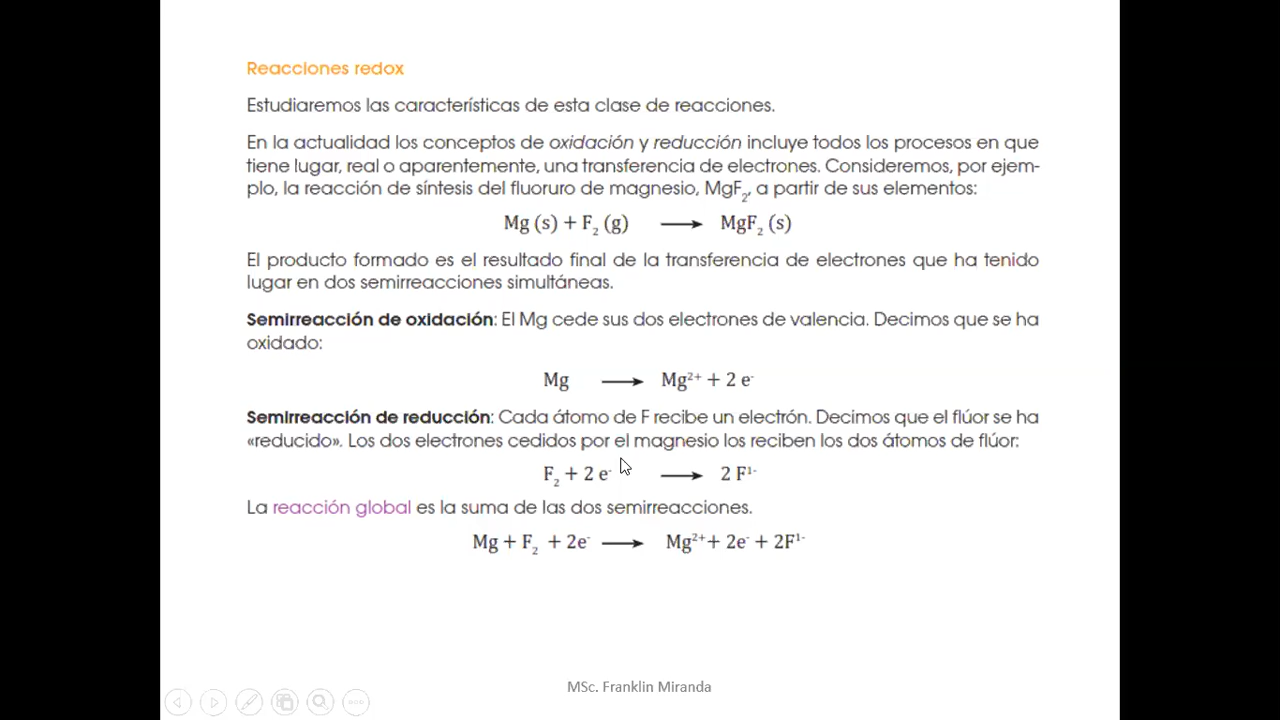 Reacciones redox
Estudiaremos las características de esta clase de reacciones.
En la actualidad los conceptos de oxidación y reducción incluye todos los procesos en que
tiene lugar, real o aparentemente, una transferencia de electrones. Consideremos, por ejem-
plo, la reacción de síntesis del fluoruro de magnesio, MgF₂, a partir de sus elementos:
Mg (s) + F₂ (g) ⟶ MgF₂ (s)
El producto formado es el resultado final de la transferencia de electrones que ha tenido
lugar en dos semirreacciones simultáneas.
Semirreacción de oxidación: El Mg cede sus dos electrones de valencia. Decimos que se ha
oxidado:
Mg ⟶ Mg²⁺ + 2 e⁻
Semirreacción de reducción: Cada átomo de F recibe un electrón. Decimos que el flúor se ha
«reducido». Los dos electrones cedidos por el magnesio los reciben los dos átomos de flúor:
F₂ + 2 e⁻ ⟶ 2 F¹⁻
La reacción global es la suma de las dos semirreacciones.
Mg + F₂ + 2e⁻ ⟶ Mg²⁺ + 2e⁻ + 2F¹⁻
MSc. Franklin Miranda